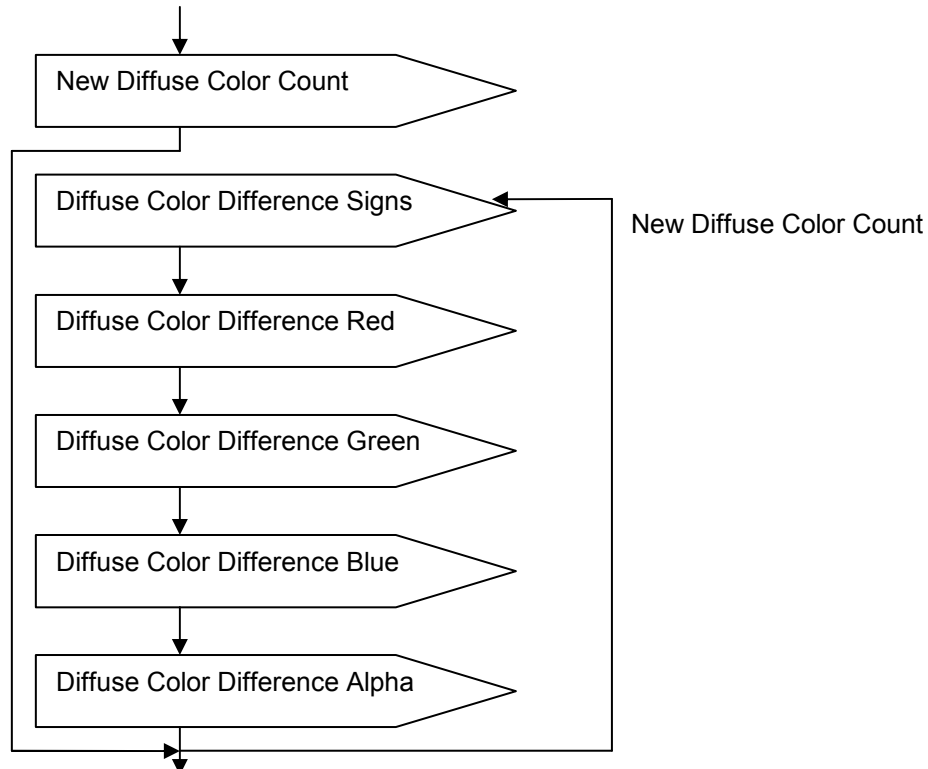 New Diffuse Color Count
Diffuse Color Difference Signs
New Diffuse Color Count
Diffuse Color Difference Red
Diffuse Color Difference Green
Diffuse Color Difference Blue
Diffuse Color Difference Alpha